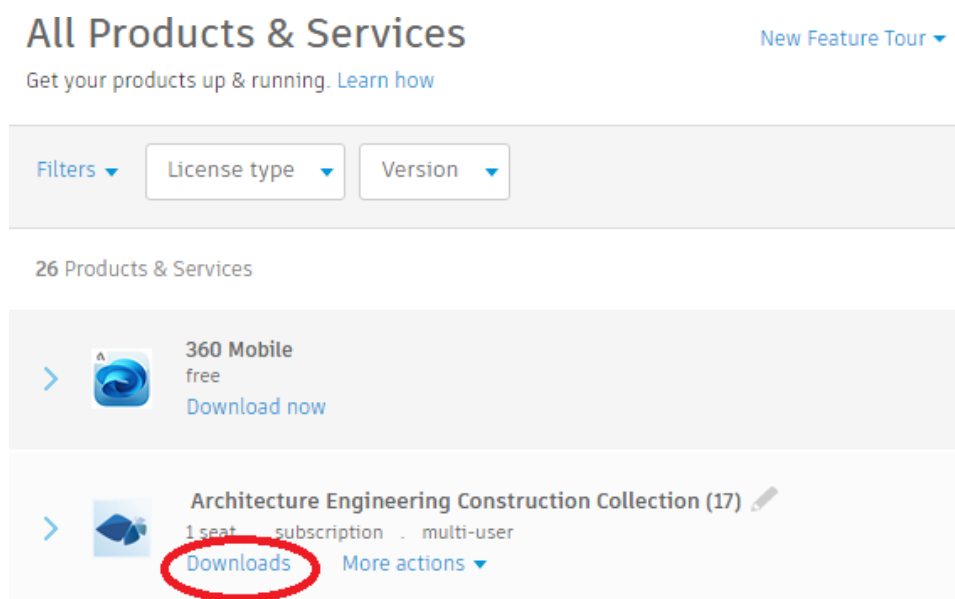 All Products & Services
New Feature Tour
Get your products up & running. Learn how
Filters License type Version
26 Products & Services
360 Mobile
free
Download now
Architecture Engineering Construction Collection (17)
1 seat . subscription . multi-user
Downloads More actions